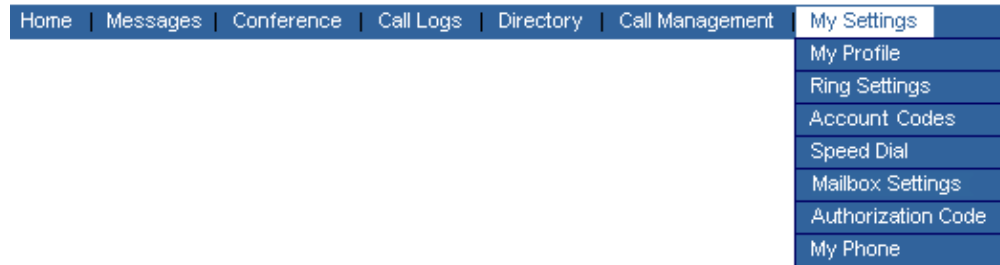 Home | Messages | Conference | Call Logs | Directory | Call Management | My Settings
My Profile
Ring Settings
Account Codes
Speed Dial
Mailbox Settings
Authorization Code
My Phone